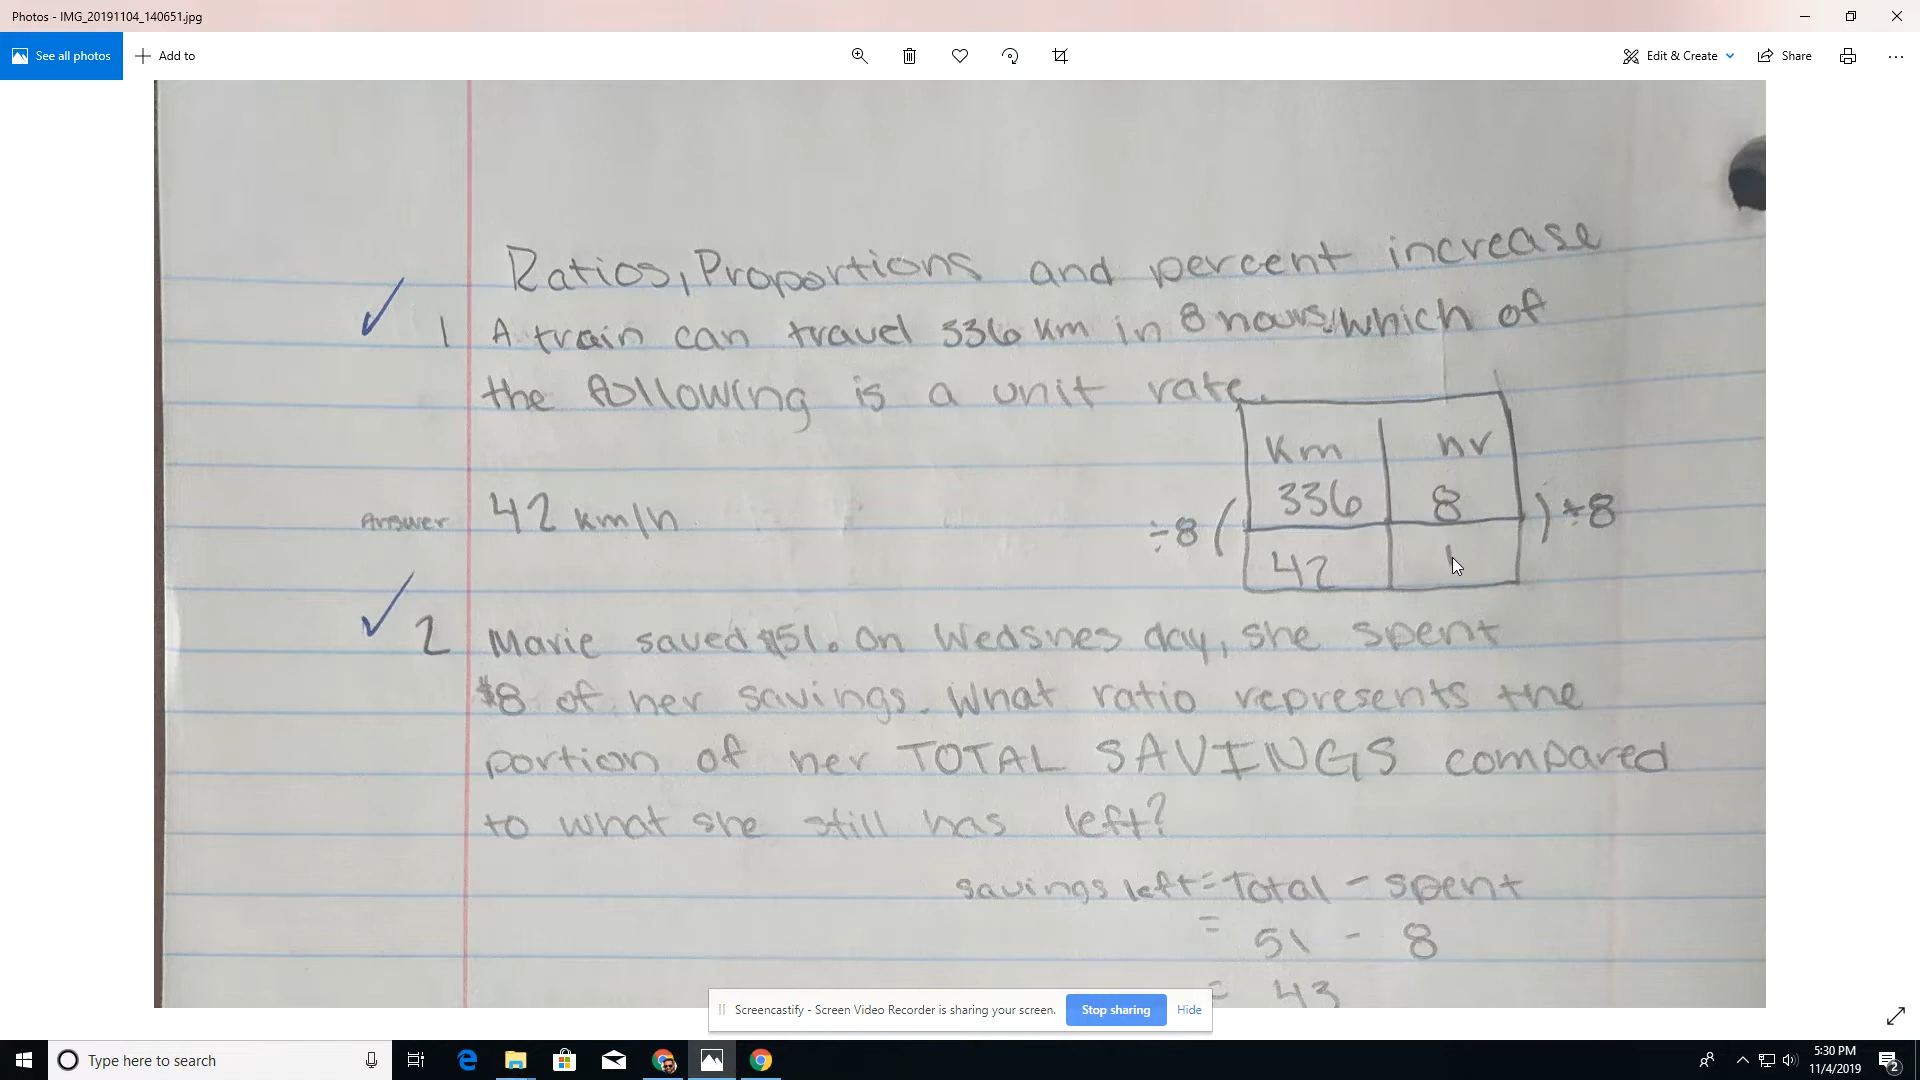 Photos - IMG_20191104_140651.jpg
See all photos
Add to
Edit & Create
Share
Ratios, Proportions and percent increase
1 A train can travel 336 km in 8 hours. Which of
the following is a unit rate.
Km hr
336 8
÷8 ( ) ÷8
42 1
Answer 42 km/h
2 Marie saved $51. On Wedsnes day, she spent
$8 of her savings. What ratio represents the
portion of her TOTAL SAVINGS compared
to what she still has left?
savings left = Total - spent
= 51 - 8
= 43
Screencastify - Screen Video Recorder is sharing your screen.
Stop sharing
Hide
Type here to search
5:30 PM
11/4/2019
2